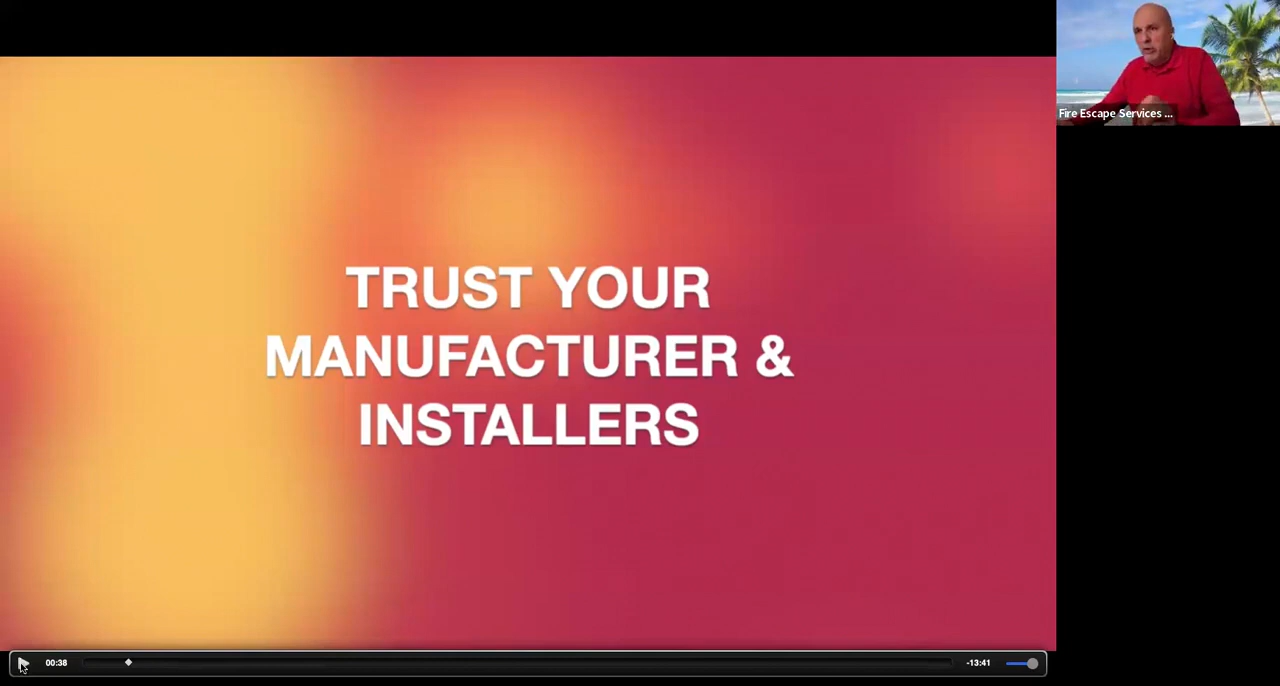 TRUST YOUR
MANUFACTURER &
INSTALLERS
Fire Escape Services ...
00:38
-13:41